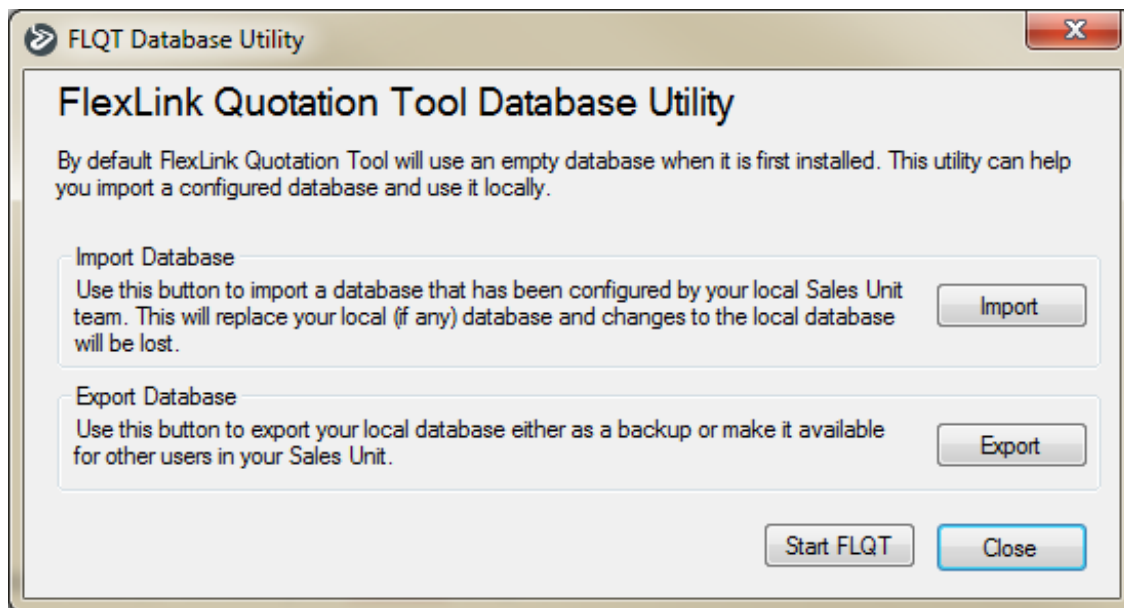 FLQT Database Utility
FlexLink Quotation Tool Database Utility
By default FlexLink Quotation Tool will use an empty database when it is first installed. This utility can help
you import a configured database and use it locally.
Import Database
Use this button to import a database that has been configured by your local Sales Unit
team. This will replace your local (if any) database and changes to the local database
will be lost.
Import
Export Database
Use this button to export your local database either as a backup or make it available
for other users in your Sales Unit.
Export
Start FLQT
Close